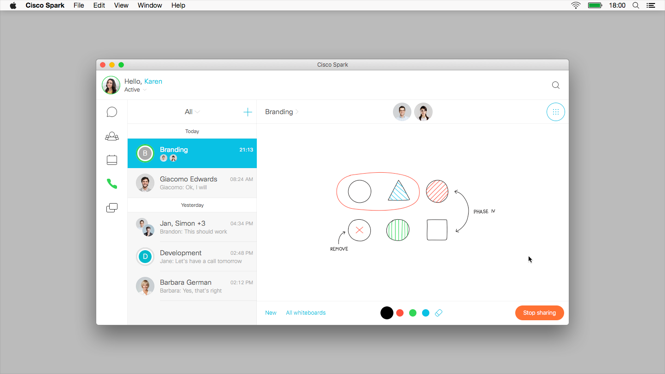 Cisco Spark File Edit View Window Help 18:00
Cisco Spark
Hello, Karen
Active
All
Branding
Today
Branding 21:13
B
Giacomo Edwards 08:24 AM
Giacomo: Ok, I will
Yesterday
Jan, Simon +3 04:34 PM
Brandon: This should work
Development 03:48 PM
D
Jane: Let's have a call tomorrow
Barbara German 02:12 PM
Barbara: Yes, that's right
PHASE IV
REMOVE
New All whiteboards Stop sharing